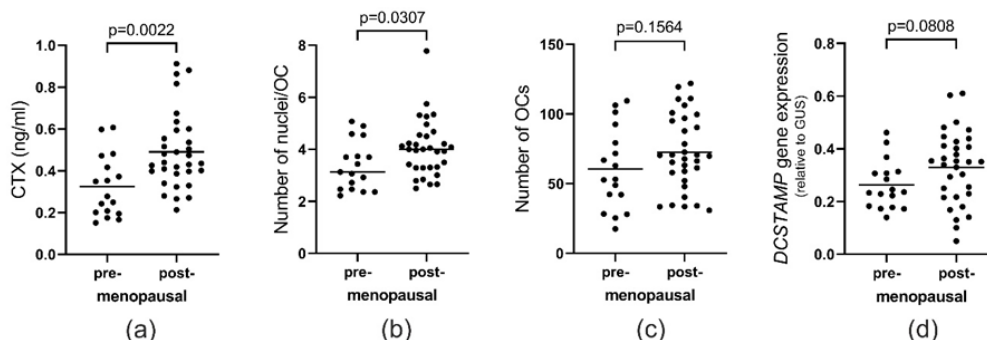 p=0.0022
1.0
0.8
0.6
0.4
0.2
0.0
CTX (ng/ml)
pre- post-
menopausal
(a)
p=0.0307
8
6
4
2
0
Number of nuclei/OC
pre- post-
menopausal
(b)
p=0.1564
150
100
50
0
Number of OCs
pre- post-
menopausal
(c)
p=0.0808
0.8
0.6
0.4
0.2
0.0
DCSTAMP gene expression
(relative to GUS)
pre- post-
menopausal
(d)